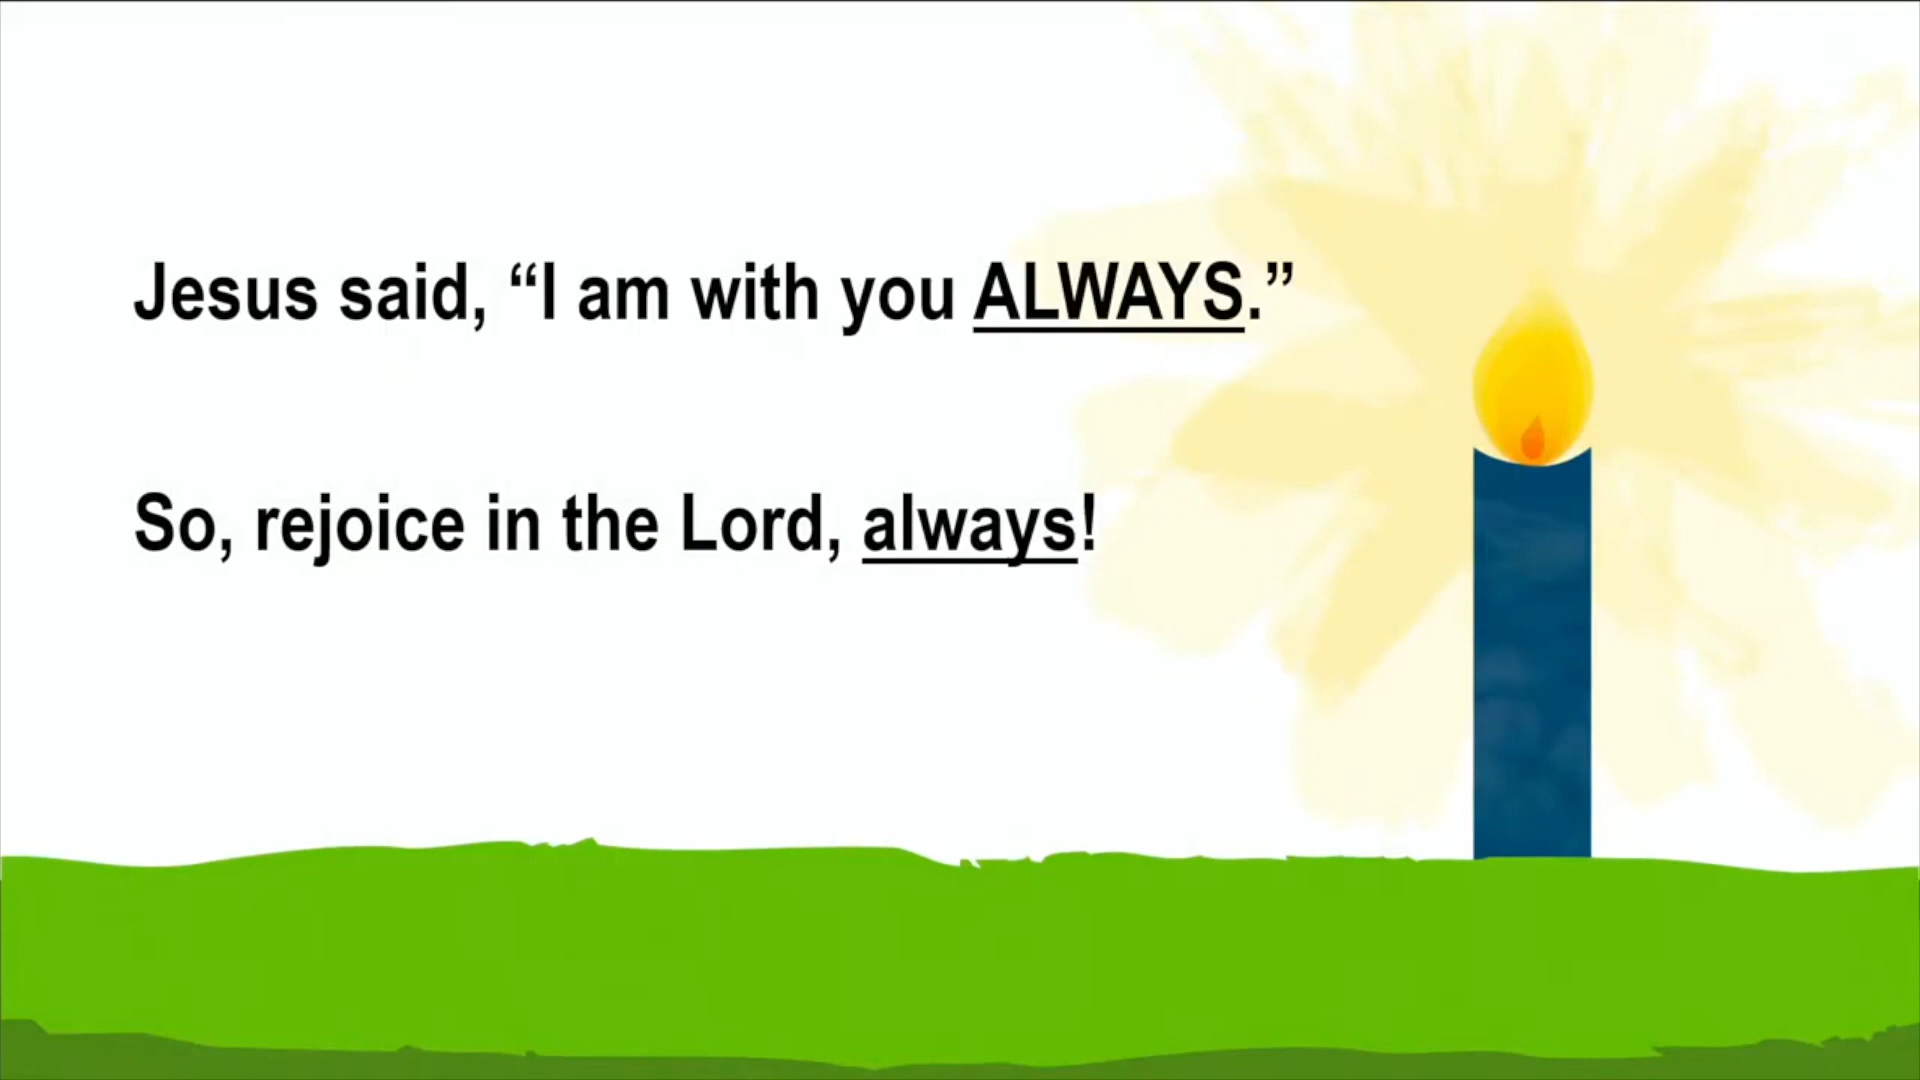 Jesus said, “I am with you ALWAYS.”
So, rejoice in the Lord, always!